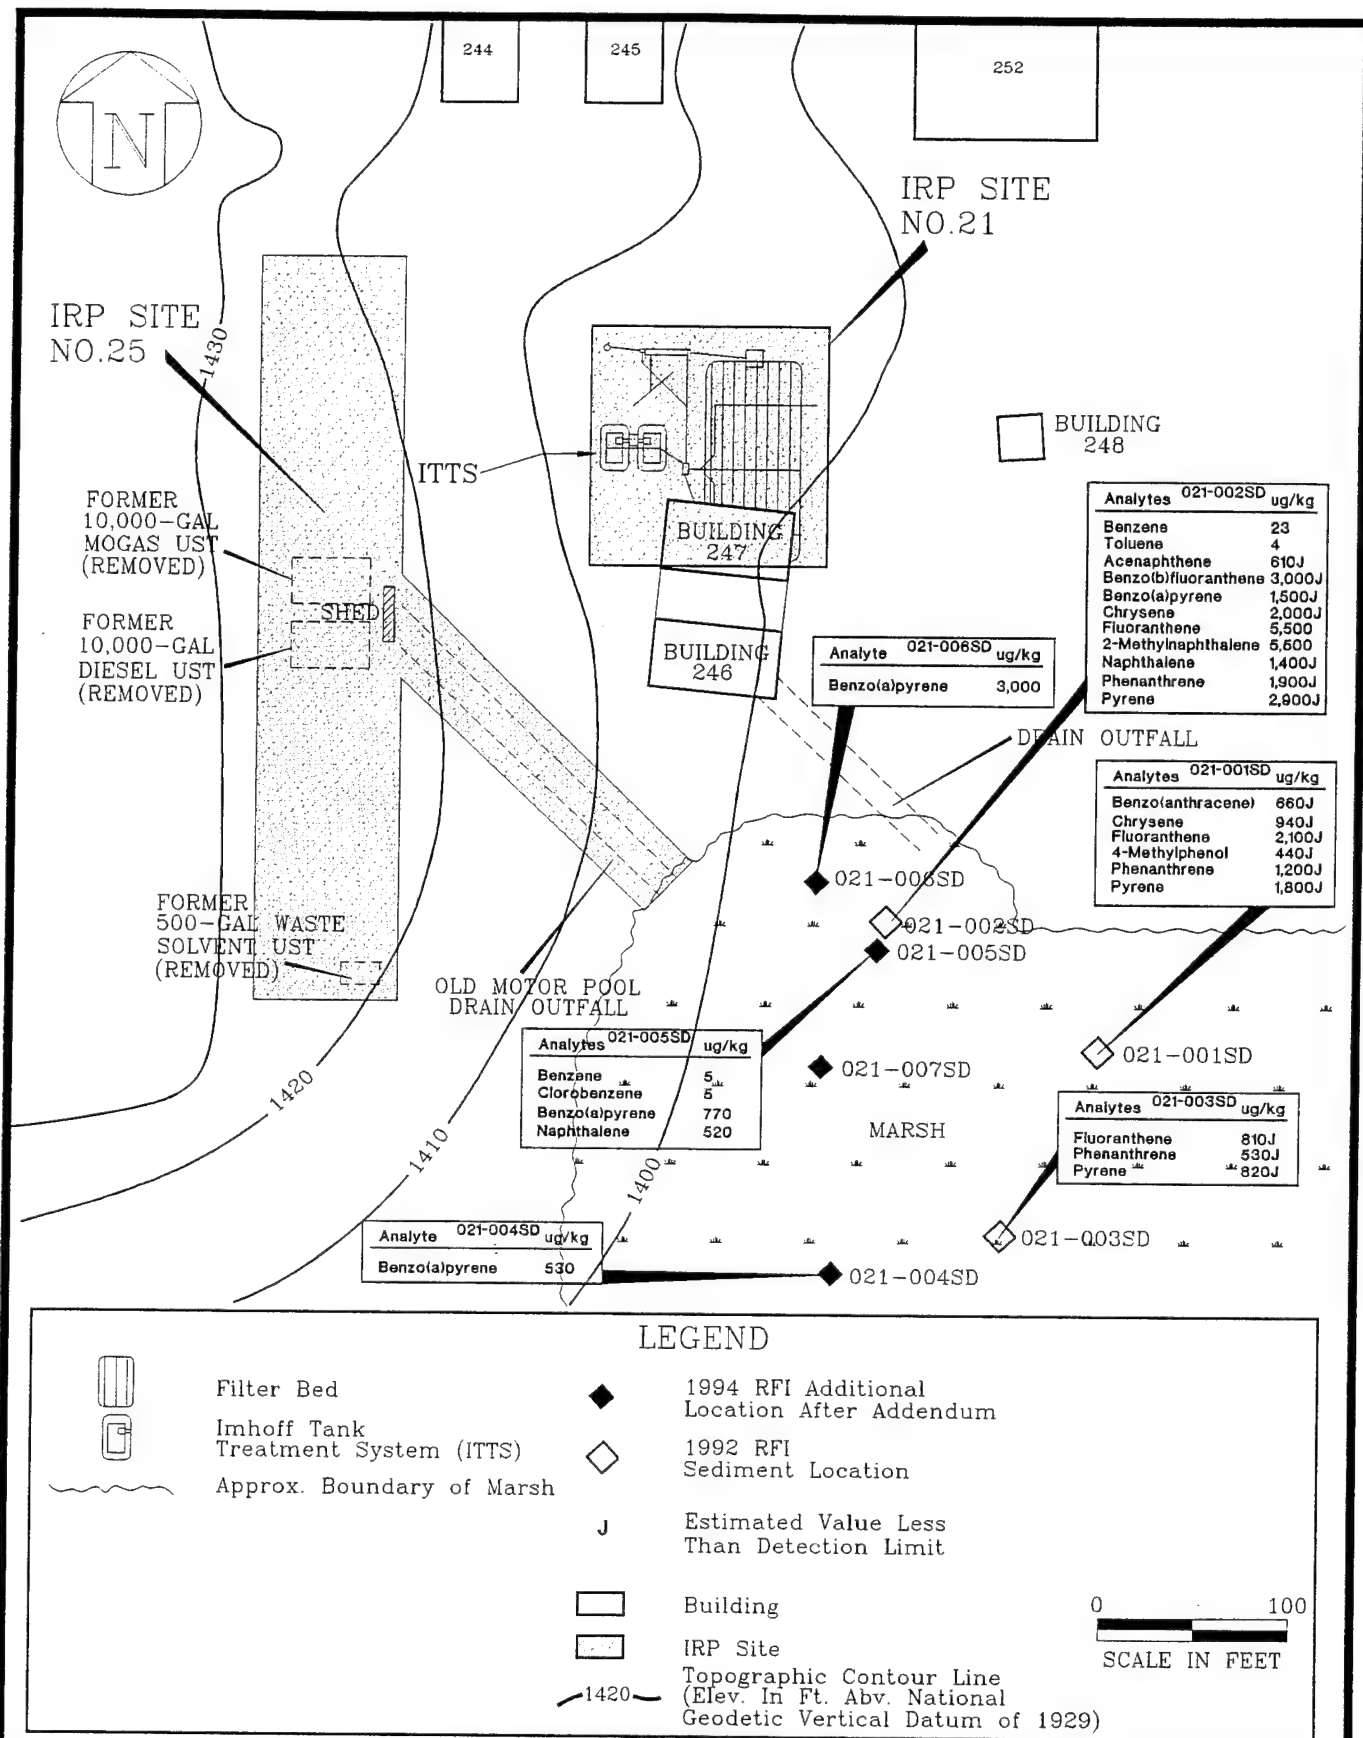 244
245
252
N
IRP SITE
NO.21
IRP SITE
NO.25
1430
ITTS
BUILDING
248
FORMER
10,000-GAL
MOGAS UST
(REMOVED)
BUILDING
247
SHED
FORMER
10,000-GAL
DIESEL UST
(REMOVED)
BUILDING
246
Analytes 021-002SD ug/kg
Benzene 23
Toluene 4
Acenaphthene 610J
Benzo(b)fluoranthene 3,000J
Benzo(a)pyrene 1,500J
Chrysene 2,000J
Fluoranthene 5,500
2-Methylnaphthalene 5,600
Naphthalene 1,400J
Phenanthrene 1,900J
Pyrene 2,900J
Analyte 021-006SD ug/kg
Benzo(a)pyrene 3,000
DRAIN OUTFALL
Analytes 021-001SD ug/kg
Benzo(anthracene) 660J
Chrysene 940J
Fluoranthene 2,100J
4-Methylphenol 440J
Phenanthrene 1,200J
Pyrene 1,800J
021-006SD
021-002SD
021-005SD
FORMER
500-GAL WASTE
SOLVENT UST
(REMOVED)
OLD MOTOR POOL
DRAIN OUTFALL
Analytes 021-005SD ug/kg
Benzene 5
Clorobenzene 5
Benzo(a)pyrene 770
Naphthalene 520
021-001SD
021-007SD
MARSH
1420
1410
1400
Analytes 021-003SD ug/kg
Fluoranthene 810J
Phenanthrene 530J
Pyrene 820J
Analyte 021-004SD ug/kg
Benzo(a)pyrene 530
021-003SD
021-004SD
LEGEND
Filter Bed
Imhoff Tank
Treatment System (ITTS)
Approx. Boundary of Marsh
1994 RFI Additional
Location After Addendum
1992 RFI
Sediment Location
J Estimated Value Less
Than Detection Limit
Building
IRP Site
1420 Topographic Contour Line
(Elev. In Ft. Abv. National
Geodetic Vertical Datum of 1929)
0 100
SCALE IN FEET